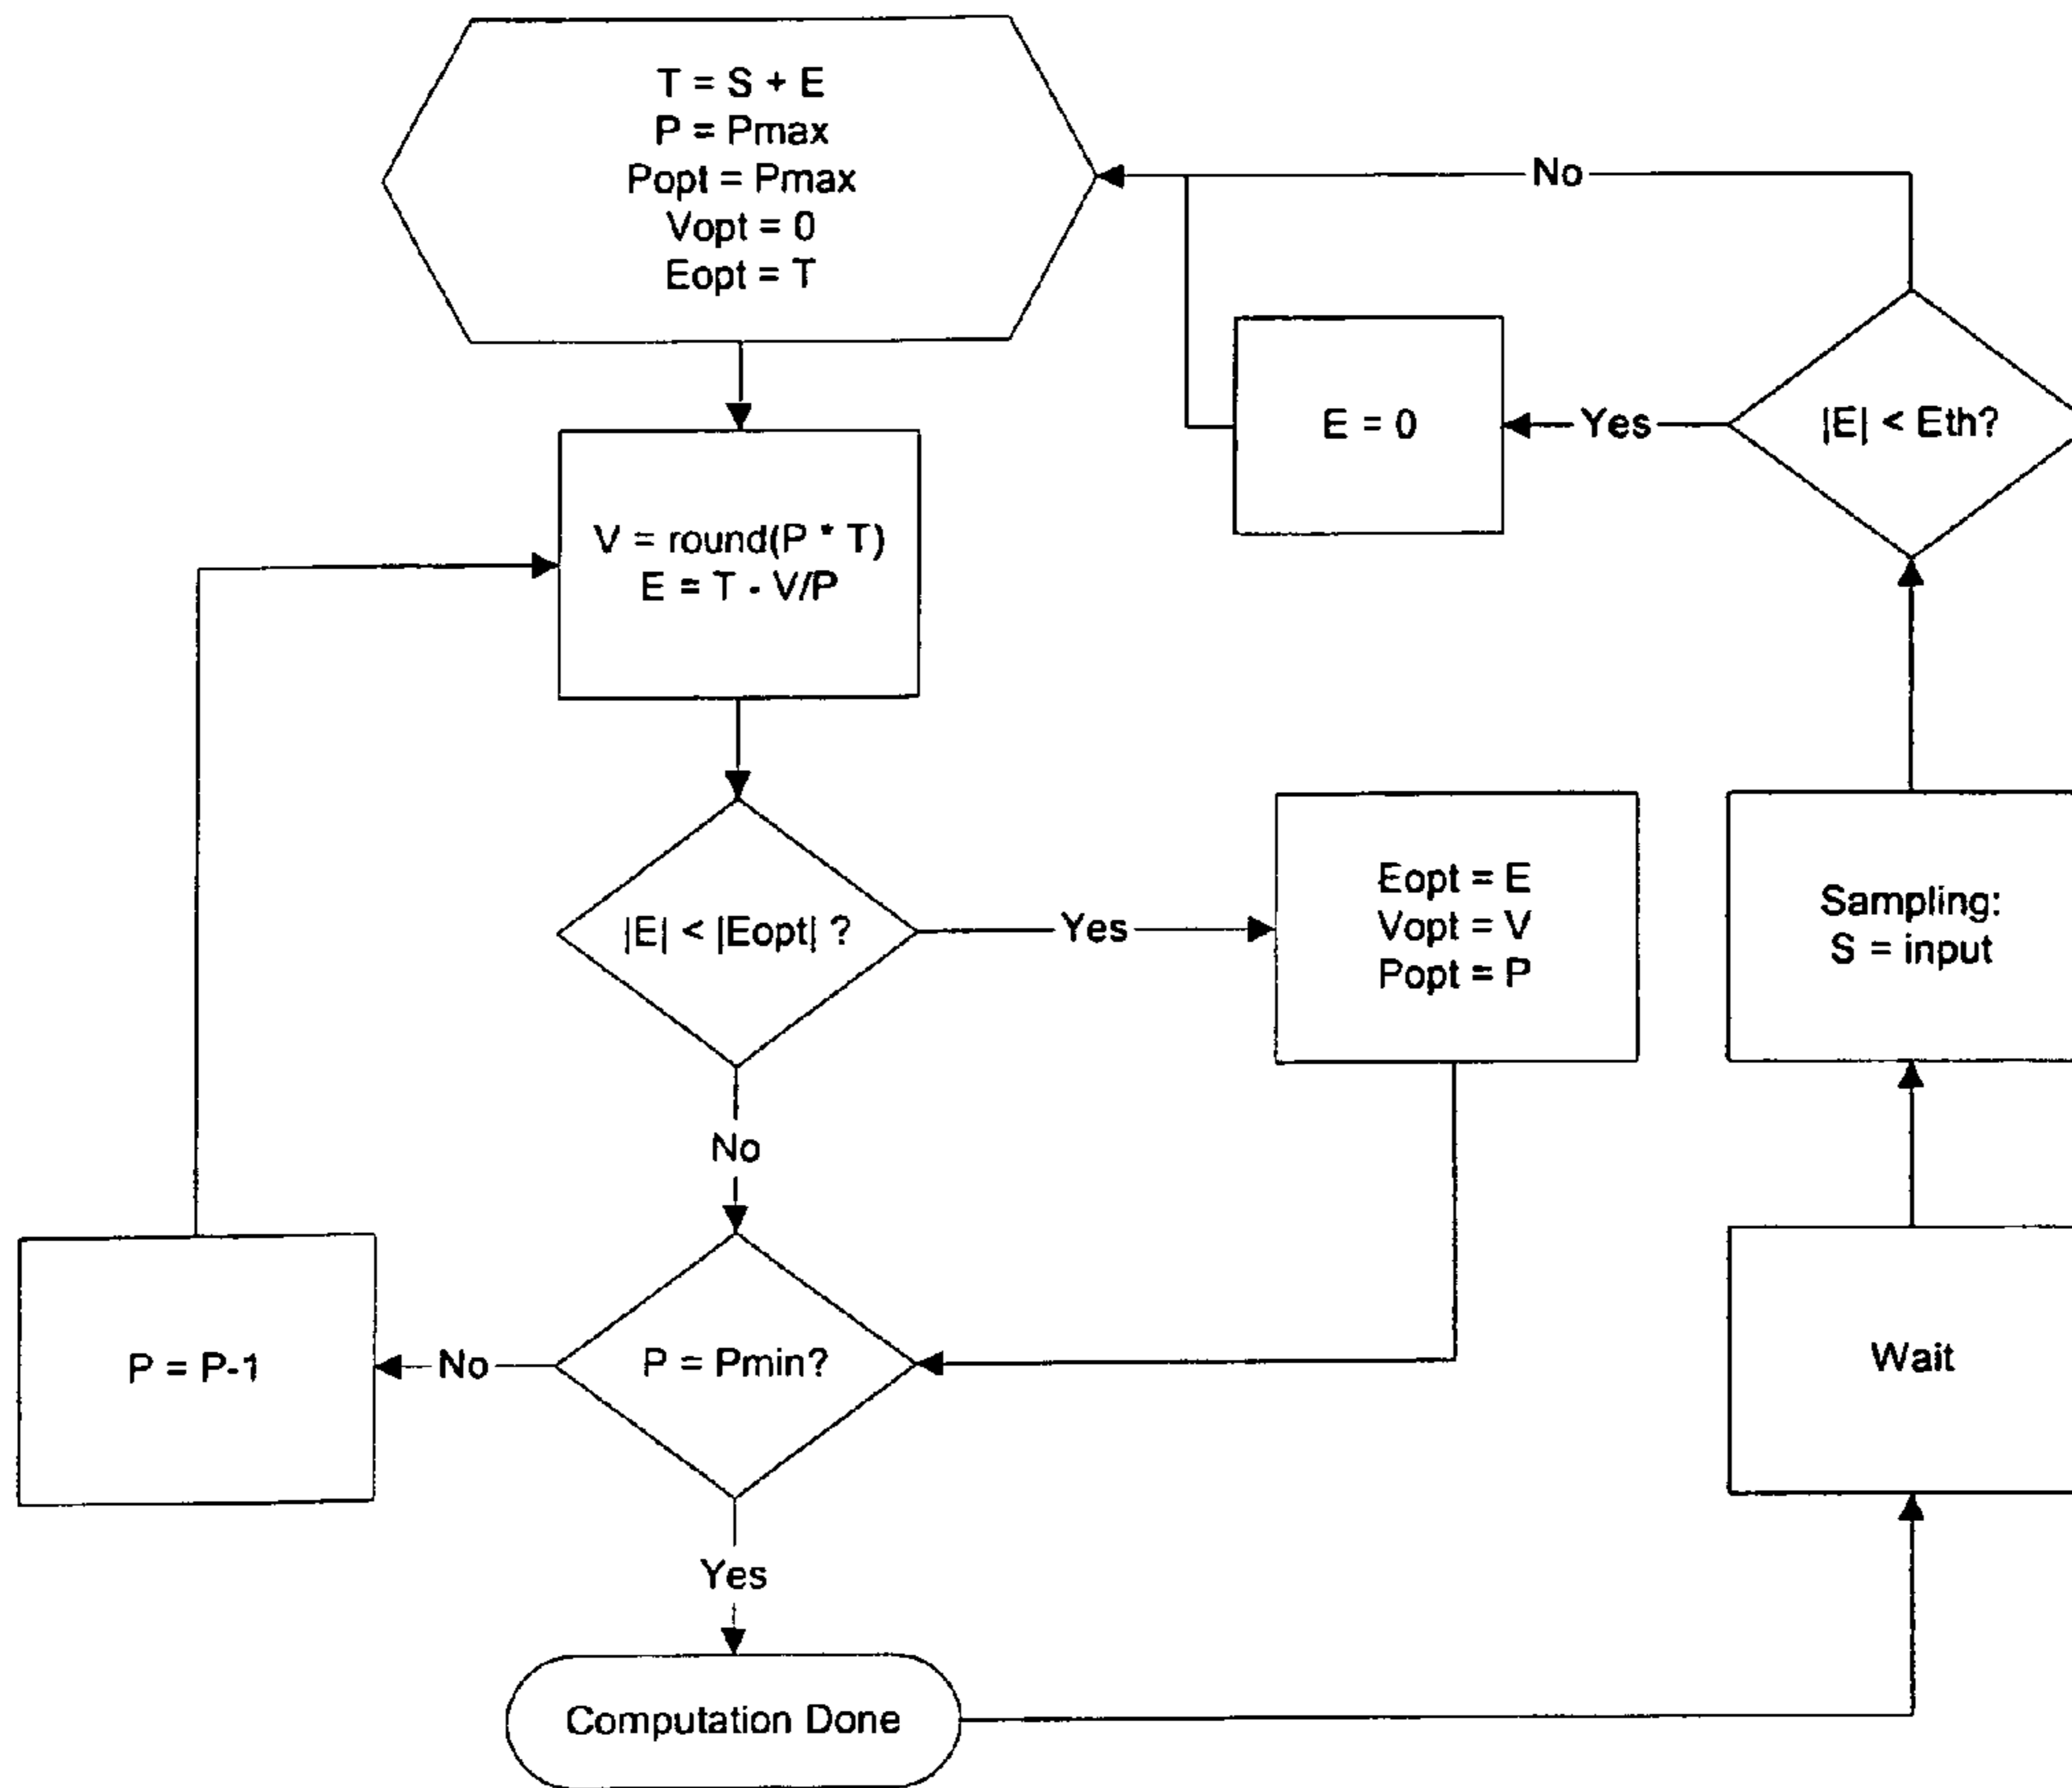 T = S + E
P = Pmax
Popt = Pmax
Vopt = 0
Eopt = T
No
E = 0
Yes
|E| < Eth?
V = round(P * T)
E = T - V/P
|E| < |Eopt| ?
Yes
Eopt = E
Vopt = V
Popt = P
Sampling:
S = input
No
P = P-1
No
P = Pmin?
Wait
Yes
Computation Done